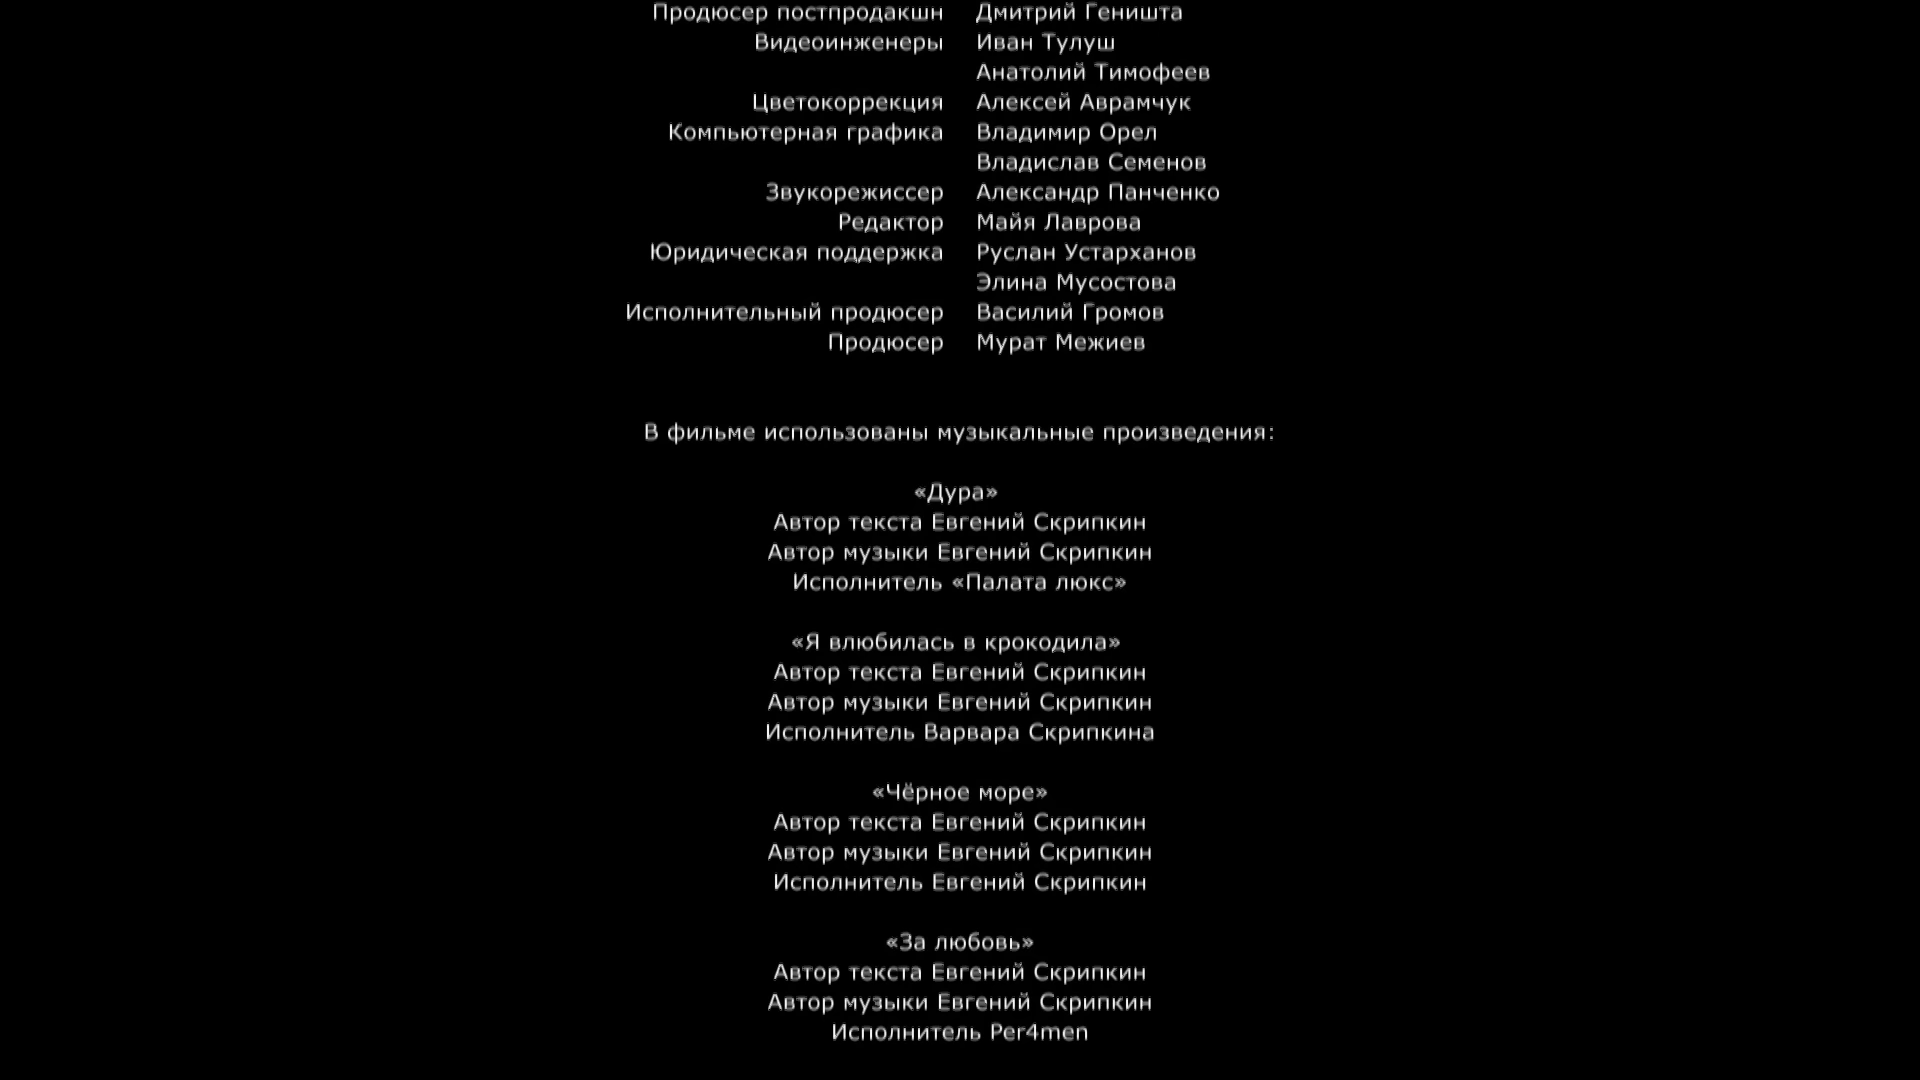 Продюсер постпродакшн Дмитрий Геништа
Видеоинженеры Иван Тулуш
Анатолий Тимофеев
Цветокоррекция Алексей Аврамчук
Компьютерная графика Владимир Орел
Владислав Семенов
Звукорежиссер Александр Панченко
Редактор Майя Лаврова
Юридическая поддержка Руслан Устарханов
Элина Мусостова
Исполнительный продюсер Василий Громов
Продюсер Мурат Межиев
В фильме использованы музыкальные произведения:
«Дура»
Автор текста Евгений Скрипкин
Автор музыки Евгений Скрипкин
Исполнитель «Палата люкс»
«Я влюбилась в крокодила»
Автор текста Евгений Скрипкин
Автор музыки Евгений Скрипкин
Исполнитель Варвара Скрипкина
«Чёрное море»
Автор текста Евгений Скрипкин
Автор музыки Евгений Скрипкин
Исполнитель Евгений Скрипкин
«За любовь»
Автор текста Евгений Скрипкин
Автор музыки Евгений Скрипкин
Исполнитель Per4men